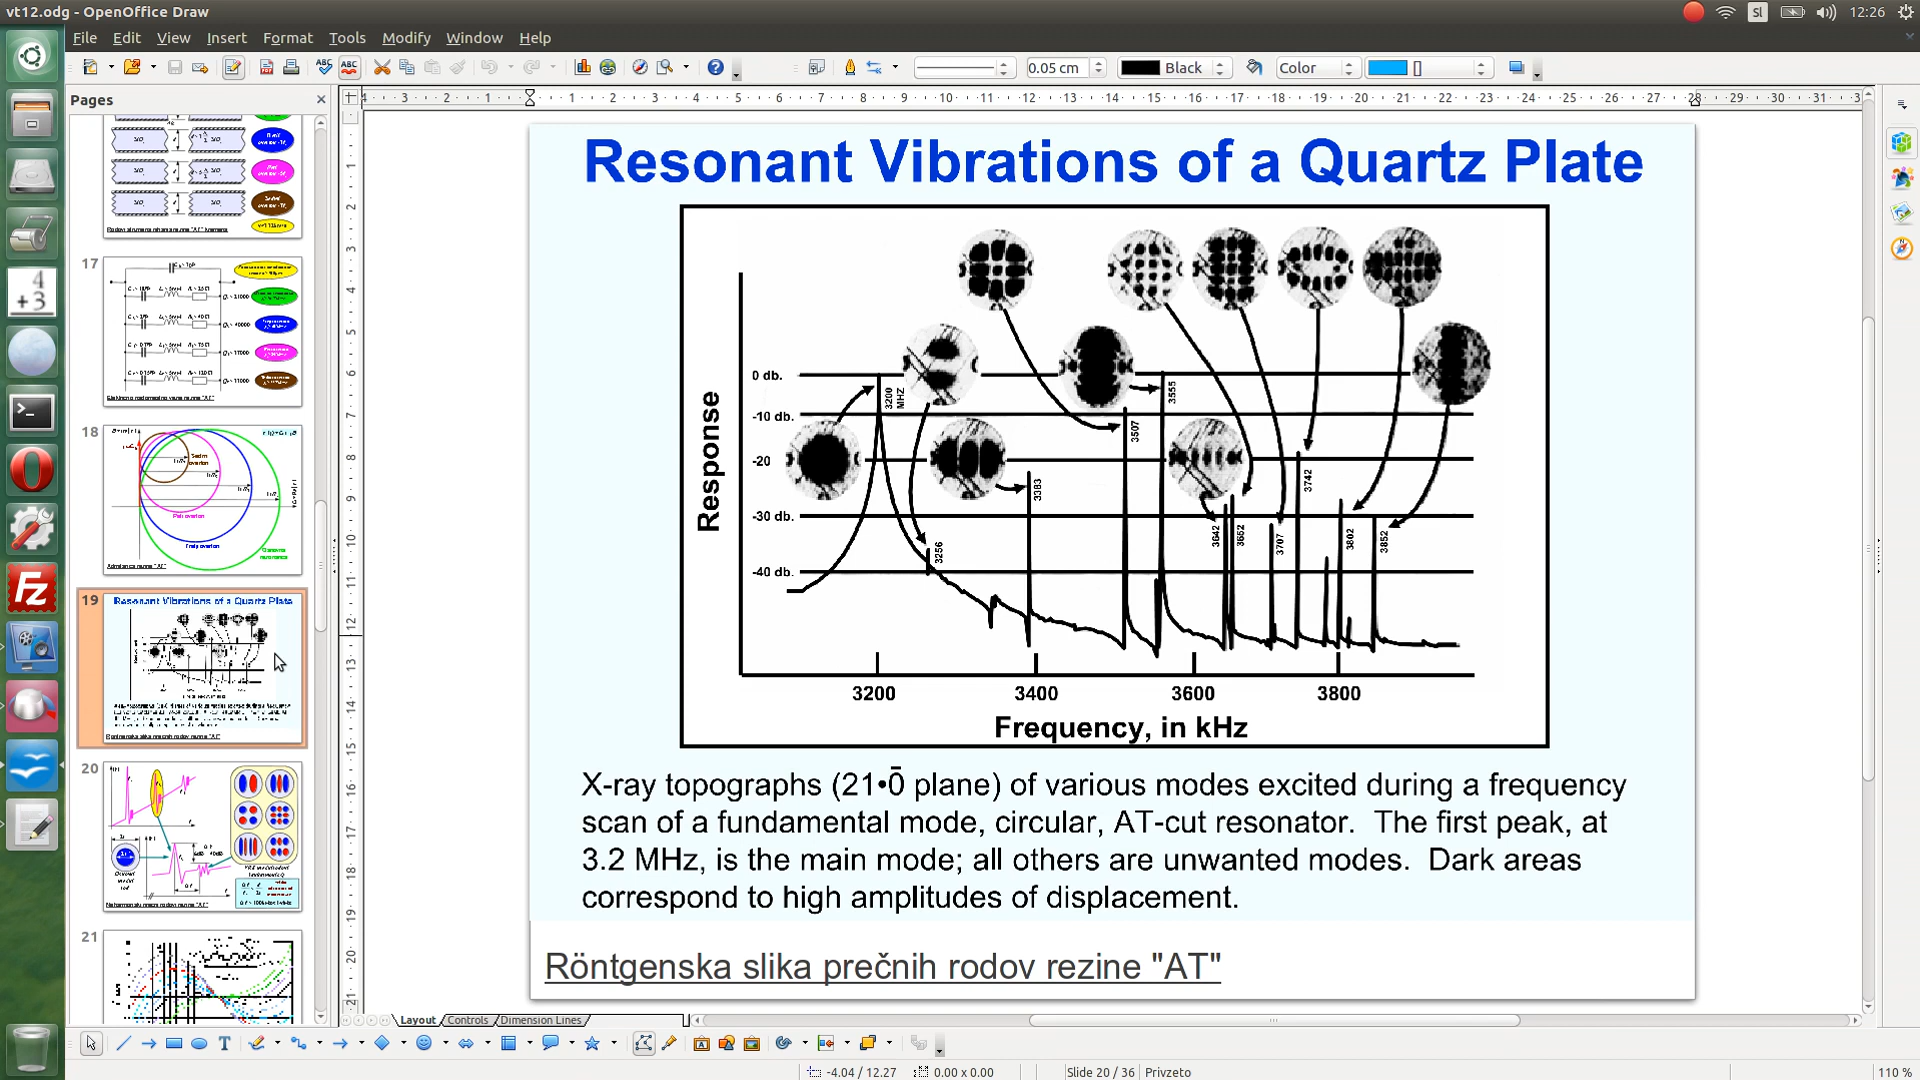 vt12.odg - OpenOffice Draw
Sl
12:26
File Edit View Insert Format Tools Modify Window Help
0.05 cm
Black
Color
Pages
17
18
19
20
21
Resonant Vibrations of a Quartz Plate
Response
0 db.
-10 db.
-20
-30 db.
-40 db.
3200 MHZ
3256
3383
3507
3555
3642
3662
3707
3742
3802
3852
3200 3400 3600 3800
Frequency, in kHz
X-ray topographs (21•0̄ plane) of various modes excited during a frequency
scan of a fundamental mode, circular, AT-cut resonator. The first peak, at
3.2 MHz, is the main mode; all others are unwanted modes. Dark areas
correspond to high amplitudes of displacement.
Röntgenska slika prečnih rodov rezine "AT"
Layout Controls Dimension Lines
-4.04 / 12.27 0.00 x 0.00 Slide 20 / 36 Privzeto 110 %